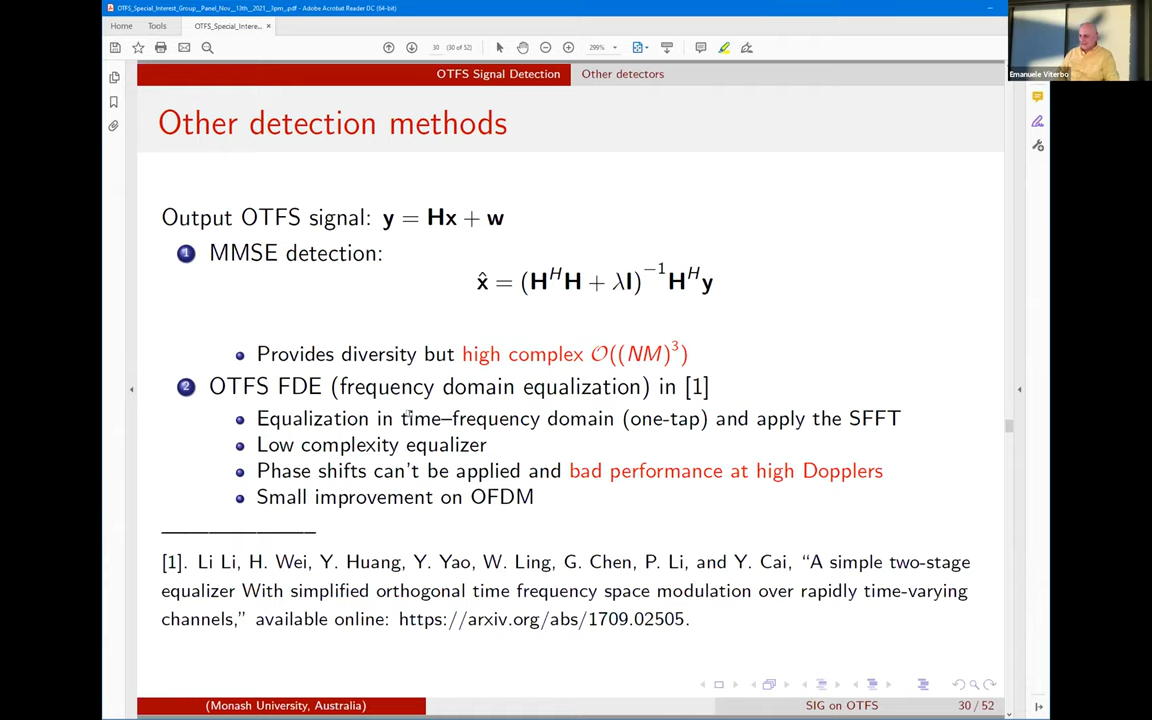 OTFS_Special_Interest_Group_Panel_Nov__13th__2021__3pm_.pdf - Adobe Acrobat Reader DC (64-bit)
Home Tools OTFS_Special_Intere... ×
30 (30 of 52) 299%
Emanuele Viterbo
OTFS Signal Detection Other detectors
Other detection methods
Output OTFS signal: y = Hx + w
1 MMSE detection:
x̂ = (H^H H + λI)^−1 H^H y
Provides diversity but high complex O((NM)^3)
2 OTFS FDE (frequency domain equalization) in [1]
Equalization in time–frequency domain (one-tap) and apply the SFFT
Low complexity equalizer
Phase shifts can't be applied and bad performance at high Dopplers
Small improvement on OFDM
[1]. Li Li, H. Wei, Y. Huang, Y. Yao, W. Ling, G. Chen, P. Li, and Y. Cai, “A simple two-stage
equalizer With simplified orthogonal time frequency space modulation over rapidly time-varying
channels,” available online: https://arxiv.org/abs/1709.02505.
(Monash University, Australia) SIG on OTFS 30 / 52